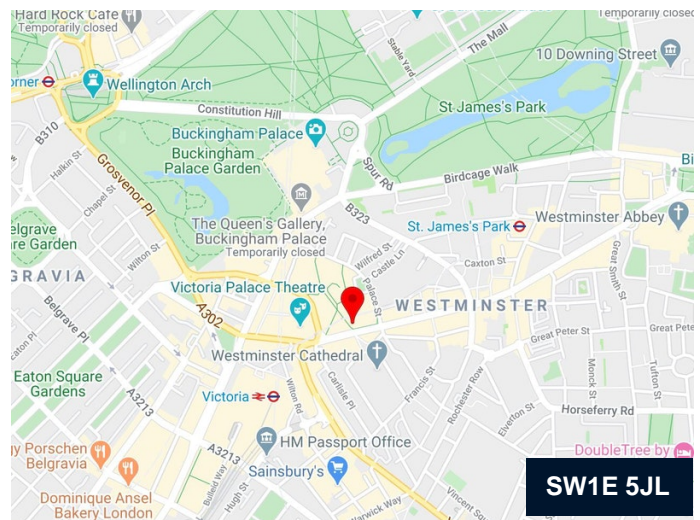 Hard Rock Cafe
Temporarily closed
Temporarily closed
10 Downing Street
The Mall
Stable Yard
orner
Wellington Arch
St James's Park
Constitution Hill
B310
Buckingham Palace
Buckingham
Palace Garden
Halkin St
Grosvenor Pl
Chapel St
Spur Rd
Birdcage Walk
Bi
elgrave
are Garden
The Queen's Gallery,
Buckingham Palace
Temporarily closed
B323
St. James's Park
Westminster Abbey
Wilton St
Wilfred St
Castle Ln
Caxton St
Great Smith St
GRAVIA
Victoria Palace Theatre
Palace St
WESTMINSTER
Belgrave Pl
A302
Great Peter St
Great Pete
Eaton Pl
Westminster Cathedral
Eaton Square
Gardens
Carlisle Pl
Francis St
Rochester Row
Monck St
Tufton St
Victoria
Wilton Rd
A3213
Elverton St
Horseferry Rd
gy Porschen
Belgravia
A3213
HM Passport Office
DoubleTree by
Sainsbury's
Bulleid Way
Hugh St
Dominique Ansel
Bakery London
Warwick Way
Vincent Sq
SW1E 5JL